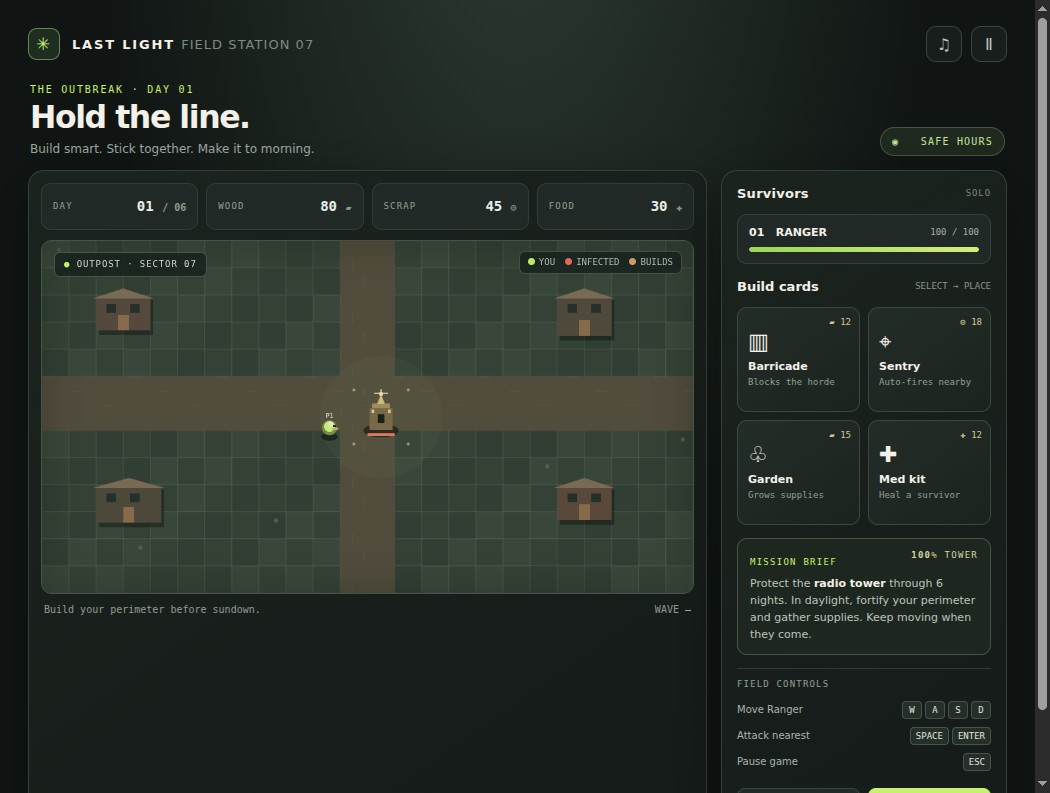 LAST LIGHT FIELD STATION 07
THE OUTBREAK · DAY 01
Hold the line.
Build smart. Stick together. Make it to morning.
SAFE HOURS
DAY 01 / 06
WOOD 80
SCRAP 45
FOOD 30
OUTPOST · SECTOR 07
YOU INFECTED BUILDS
P1
Build your perimeter before sundown.
WAVE —
Survivors SOLO
01 RANGER 100 / 100
Build cards SELECT → PLACE
12
Barricade
Blocks the horde
18
Sentry
Auto-fires nearby
15
Garden
Grows supplies
12
Med kit
Heal a survivor
MISSION BRIEF 100% TOWER
Protect the radio tower through 6
nights. In daylight, fortify your perimeter
and gather supplies. Keep moving when
they come.
FIELD CONTROLS
Move Ranger W A S D
Attack nearest SPACE ENTER
Pause game ESC